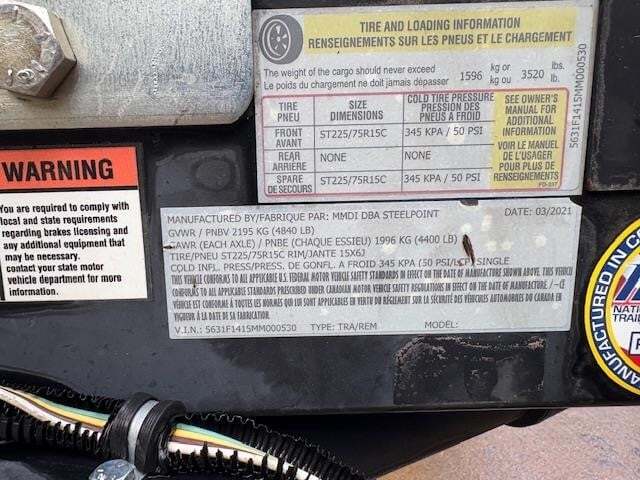 TIRE AND LOADING INFORMATION
RENSEIGNEMENTS SUR LES PNEUS ET LE CHARGEMENT
The weight of the cargo should never exceed 1596 kg or 3520 lbs.
Le poids du chargement ne doit jamais dépasser kg ou lb.
TIRE PNEU
SIZE DIMENSIONS
COLD TIRE PRESSURE PRESSION DES PNEUS A FROID
FRONT AVANT ST225/75R15C 345 KPA / 50 PSI
REAR ARRIÈRE NONE NONE
SPARE DE SECOURS ST225/75R15C 345 KPA / 50 PSI
SEE OWNER'S
MANUAL FOR
ADDITIONAL
INFORMATION
VOIR LE MANUEL
DE L'USAGER
POUR PLUS DE
RENSEIGNEMENTS
5631F1415MM000530
WARNING
You are required to comply with
local and state requirements
regarding brakes licensing and
any additional equipment that
may be necessary.
contact your state motor
vehicle department for more
information.
MANUFACTURED BY/FABRIQUE PAR: MMDI DBA STEELPOINT DATE: 03/2021
GVWR / PNBV 2195 KG (4840 LB)
GAWR (EACH AXLE) / PNBE (CHAQUE ESSIEU) 1996 KG (4400 LB)
TIRE/PNEU ST225/75R15C RIM/JANTE 15X6J
COLD INFL. PRESS/PRESS. DE GONFL. A FROID 345 KPA (50 PSI/LPC) SINGLE
THIS VEHICLE CONFORMS TO ALL APPLICABLE U.S. FEDERAL MOTOR VEHICLE SAFETY STANDARDS IN EFFECT ON THE DATE OF MANUFACTURE SHOWN ABOVE. THIS VEHICLE
CONFORMS TO ALL APPLICABLE STANDARDS PRESCRIBED UNDER CANADIAN MOTOR VEHICLE SAFETY REGULATIONS IN EFFECT ON THE DATE OF MANUFACTURE. / -CE
VÉHICULE EST CONFORME À TOUTES LES NORMES QUI LUI SONT APPLICABLES EN VERTU DU RÈGLEMENT SUR LA SÉCURITÉ DES VÉHICULES AUTOMOBILES DU CANADA EN
VIGUEUR À LA DATE DE SA FABRICATION.
V.I.N.: 5631F1415MM000530 TYPE: TRA/REM MODEL:
MANUFACTURED IN CO